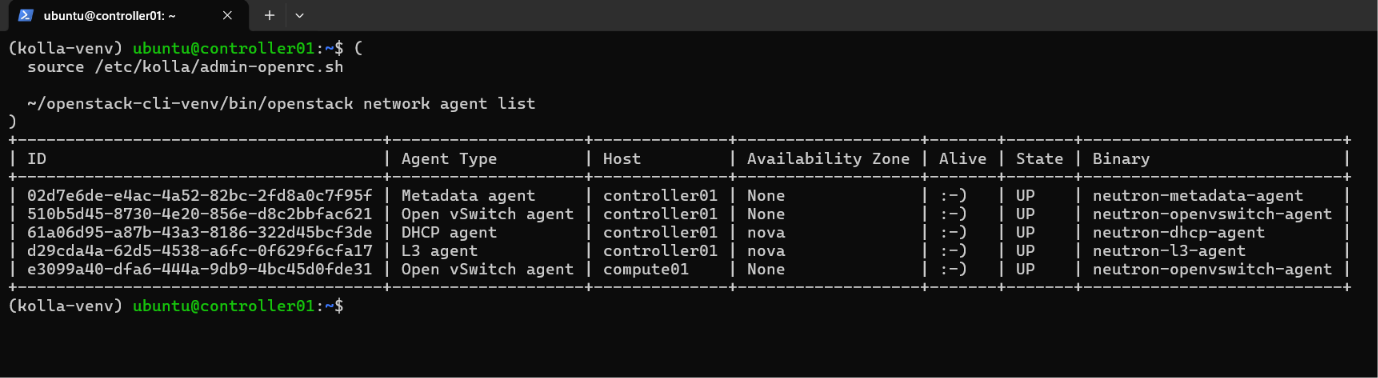 ubuntu@controller01: ~
(kolla-venv) ubuntu@controller01:~$ (
  source /etc/kolla/admin-openrc.sh

  ~/openstack-cli-venv/bin/openstack network agent list
)
+--------------------------------------+--------------------+--------------+-------------------+-------+-------+---------------------------+
| ID                                   | Agent Type         | Host         | Availability Zone | Alive | State | Binary                    |
+--------------------------------------+--------------------+--------------+-------------------+-------+-------+---------------------------+
| 02d7e6de-e4ac-4a52-82bc-2fd8a0c7f95f | Metadata agent     | controller01 | None              | :-)   | UP    | neutron-metadata-agent    |
| 510b5d45-8730-4e20-856e-d8c2bbfac621 | Open vSwitch agent | controller01 | None              | :-)   | UP    | neutron-openvswitch-agent |
| 61a06d95-a87b-43a3-8186-322d45bcf3de | DHCP agent         | controller01 | nova              | :-)   | UP    | neutron-dhcp-agent        |
| d29cda4a-62d5-4538-a6fc-0f629f6cfa17 | L3 agent           | controller01 | nova              | :-)   | UP    | neutron-l3-agent          |
| e3099a40-dfa6-444a-9db9-4bc45d0fde31 | Open vSwitch agent | compute01    | None              | :-)   | UP    | neutron-openvswitch-agent |
+--------------------------------------+--------------------+--------------+-------------------+-------+-------+---------------------------+
(kolla-venv) ubuntu@controller01:~$